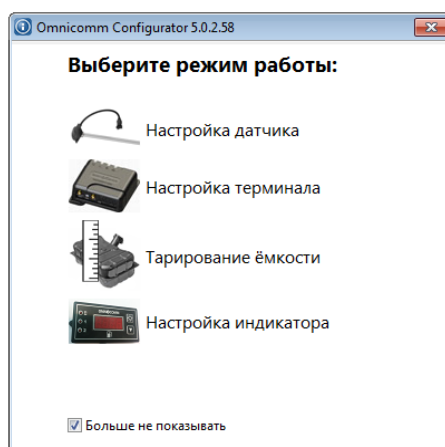 Omnicomm Configurator 5.0.2.58
Выберите режим работы:
Настройка датчика
Настройка терминала
Тарирование ёмкости
Настройка индикатора
Больше не показывать